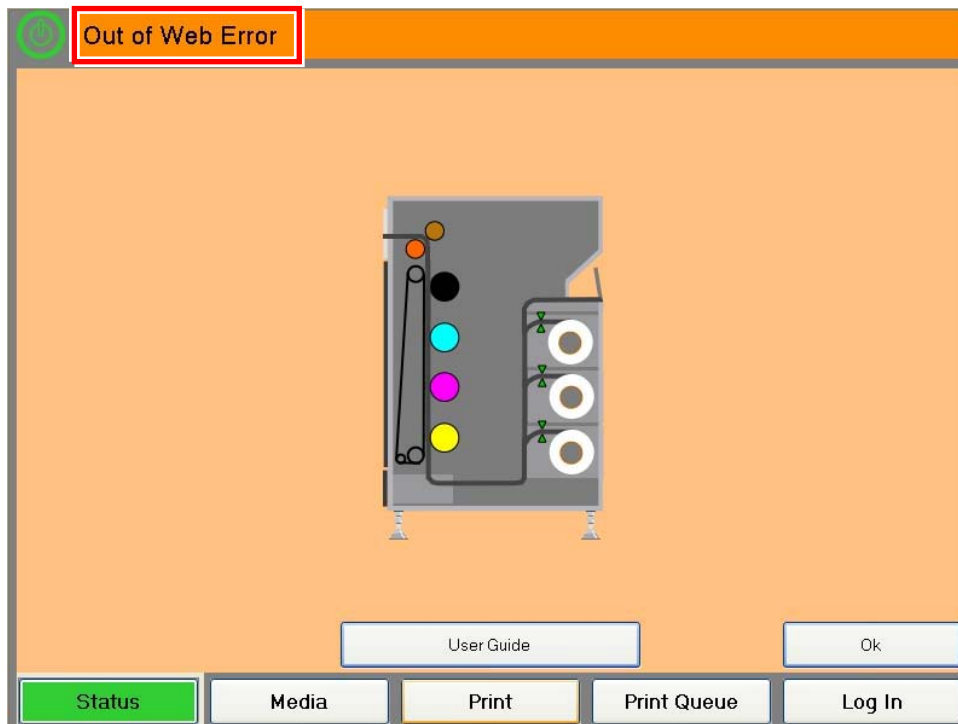 Out of Web Error
User Guide
Ok
Status
Media
Print
Print Queue
Log In